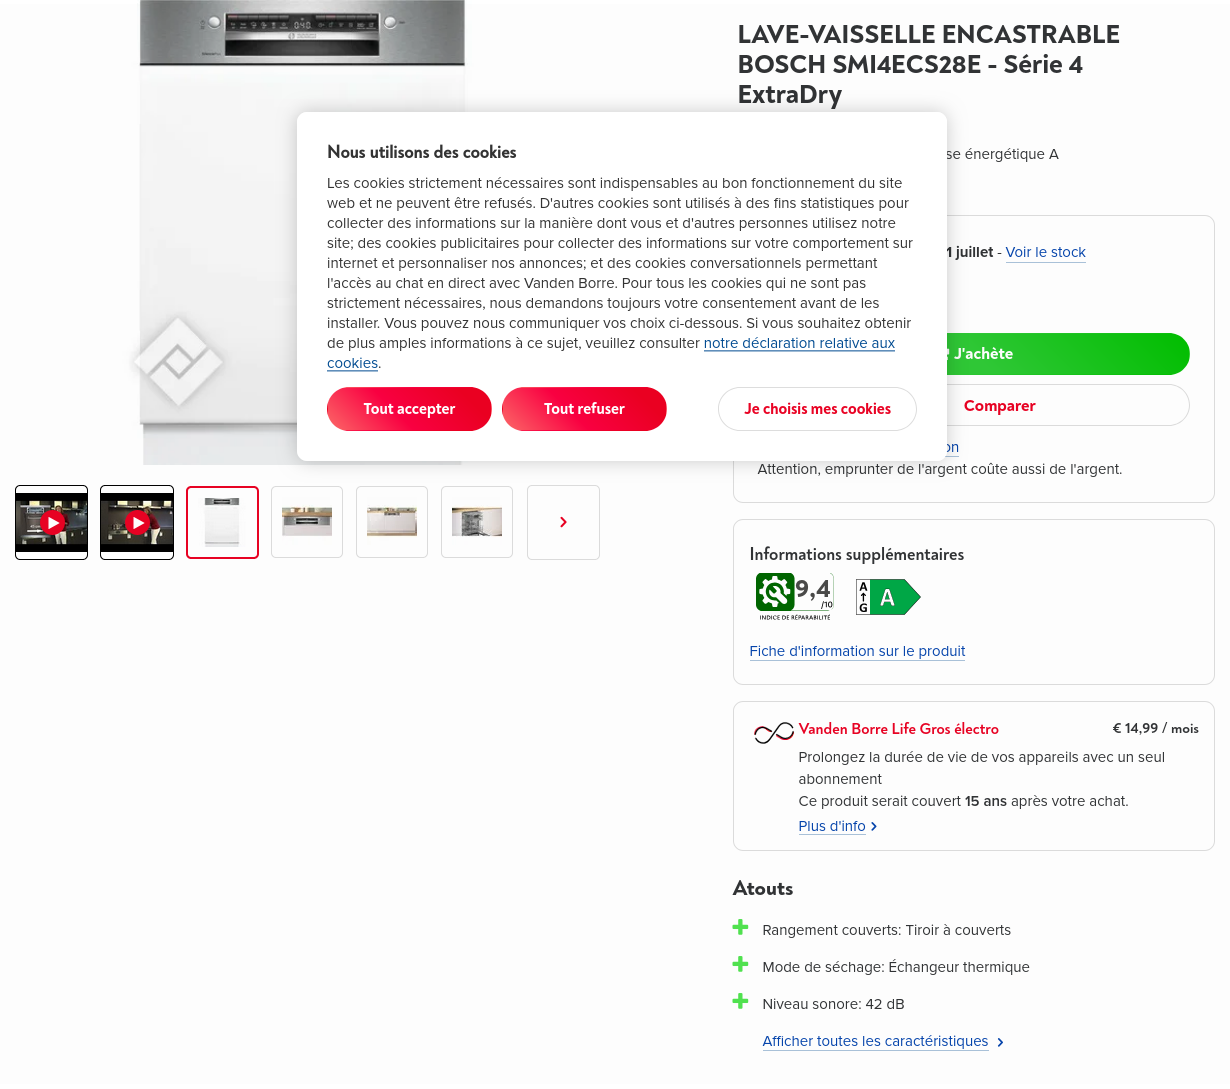 LAVE-VAISSELLE ENCASTRABLE
BOSCH SMI4ECS28E - Série 4
ExtraDry
énergétique A
Nous utilisons des cookies
Les cookies strictement nécessaires sont indispensables au bon fonctionnement du site
web et ne peuvent être refusés. D'autres cookies sont utilisés à des fins statistiques pour
collecter des informations sur la manière dont vous et d'autres personnes utilisez notre
site; des cookies publicitaires pour collecter des informations sur votre comportement sur
internet et personnaliser nos annonces; et des cookies conversationnels permettant
l'accès au chat en direct avec Vanden Borre. Pour tous les cookies qui ne sont pas
strictement nécessaires, nous demandons toujours votre consentement avant de les
installer. Vous pouvez nous communiquer vos choix ci-dessous. Si vous souhaitez obtenir
de plus amples informations à ce sujet, veuillez consulter notre déclaration relative aux
cookies.
Tout accepter
Tout refuser
Je choisis mes cookies
juillet - Voir le stock
J'achète
Comparer
Attention, emprunter de l'argent coûte aussi de l'argent.
Informations supplémentaires
9,4
/10
INDICE DE RÉPARABILITÉ
A
G
A
Fiche d'information sur le produit
Vanden Borre Life Gros électro
€ 14,99 / mois
Prolongez la durée de vie de vos appareils avec un seul
abonnement
Ce produit serait couvert 15 ans après votre achat.
Plus d'info
Atouts
Rangement couverts: Tiroir à couverts
Mode de séchage: Échangeur thermique
Niveau sonore: 42 dB
Afficher toutes les caractéristiques